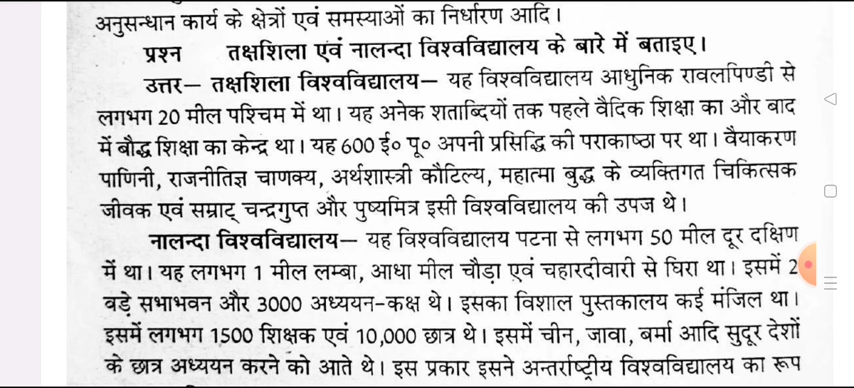 अनुसन्धान कार्य के क्षेत्रों एवं समस्याओं का निर्धारण आदि।
प्रश्न तक्षशिला एवं नालन्दा विश्वविद्यालय के बारे में बताइए।
उत्तर— तक्षशिला विश्वविद्यालय— यह विश्वविद्यालय आधुनिक रावलपिण्डी से
लगभग 20 मील पश्चिम में था। यह अनेक शताब्दियों तक पहले वैदिक शिक्षा का और बाद
में बौद्ध शिक्षा का केन्द्र था। यह 600 ई० पू० अपनी प्रसिद्धि की पराकाष्ठा पर था। वैयाकरण
पाणिनी, राजनीतिज्ञ चाणक्य, अर्थशास्त्री कौटिल्य, महात्मा बुद्ध के व्यक्तिगत चिकित्सक
जीवक एवं सम्राट् चन्द्रगुप्त और पुष्यमित्र इसी विश्वविद्यालय की उपज थे।
नालन्दा विश्वविद्यालय— यह विश्वविद्यालय पटना से लगभग 50 मील दूर दक्षिण
में था। यह लगभग 1 मील लम्बा, आधा मील चौड़ा एवं चहारदीवारी से घिरा था। इसमें 2
वड़े सभाभवन और 3000 अध्ययन-कक्ष थे। इसका विशाल पुस्तकालय कई मंजिल था।
इसमें लगभग 1500 शिक्षक एवं 10,000 छात्र थे। इसमें चीन, जावा, बर्मा आदि सुदूर देशों
के छात्र अध्ययन करने को आते थे। इस प्रकार इसने अन्तर्राष्ट्रीय विश्वविद्यालय का रूप